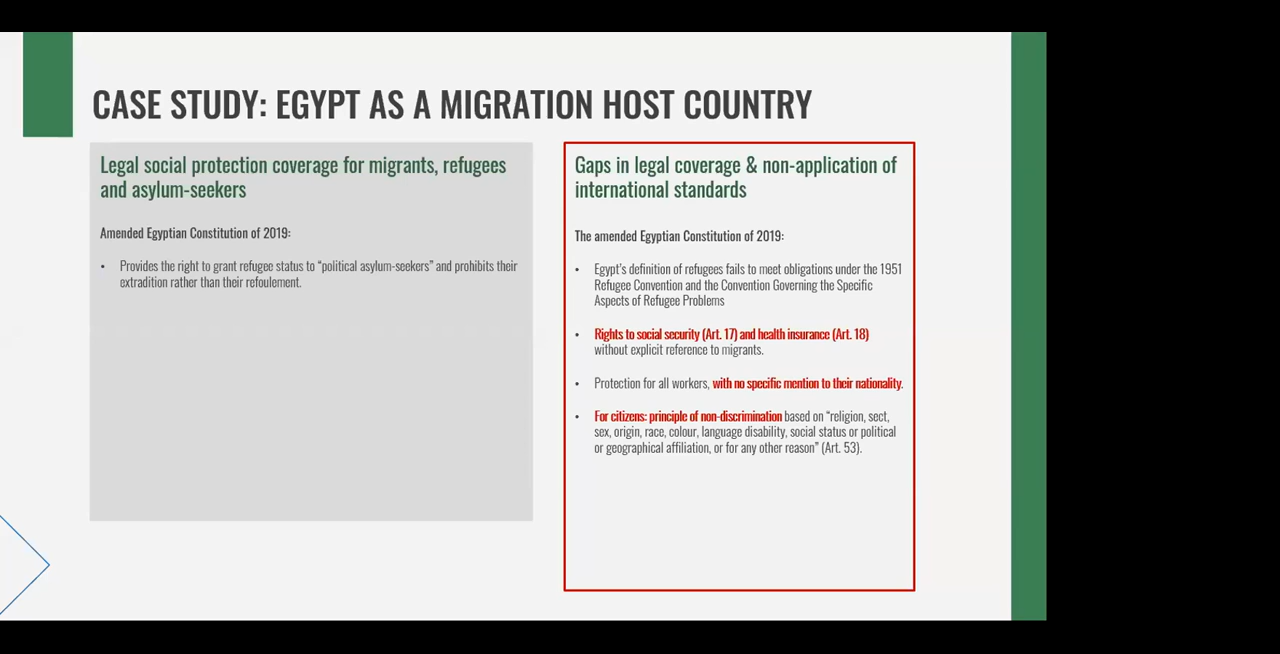 CASE STUDY: EGYPT AS A MIGRATION HOST COUNTRY
Legal social protection coverage for migrants, refugees
and asylum-seekers
Amended Egyptian Constitution of 2019:
• Provides the right to grant refugee status to “political asylum-seekers” and prohibits their
extradition rather than their refoulement.
Gaps in legal coverage & non-application of
international standards
The amended Egyptian Constitution of 2019:
• Egypt’s definition of refugees fails to meet obligations under the 1951
Refugee Convention and the Convention Governing the Specific
Aspects of Refugee Problems
• Rights to social security (Art. 17) and health insurance (Art. 18)
without explicit reference to migrants.
• Protection for all workers, with no specific mention to their nationality.
• For citizens: principle of non-discrimination based on “religion, sect,
sex, origin, race, colour, language disability, social status or political
or geographical affiliation, or for any other reason” (Art. 53).